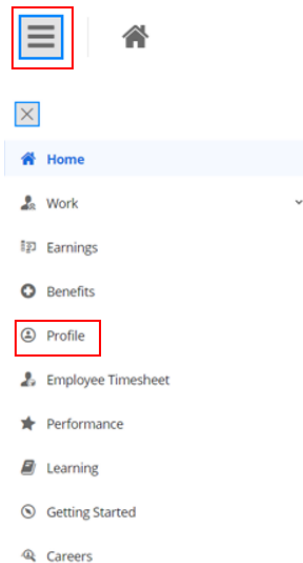 Home
Work
Earnings
Benefits
Profile
Employee Timesheet
Performance
Learning
Getting Started
Careers